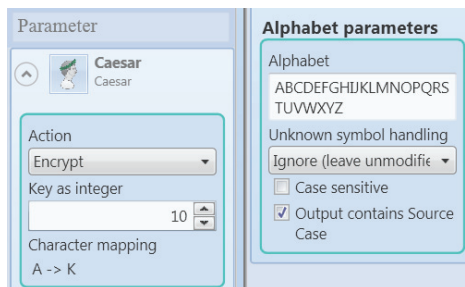 Parameter
Caesar
Caesar
Action
Encrypt
Key as integer
10
Character mapping
A -> K
Alphabet parameters
Alphabet
ABCDEFGHIJKLMNOPQRS
TUVWXYZ
Unknown symbol handling
Ignore (leave unmodifie
Case sensitive
Output contains Source
Case